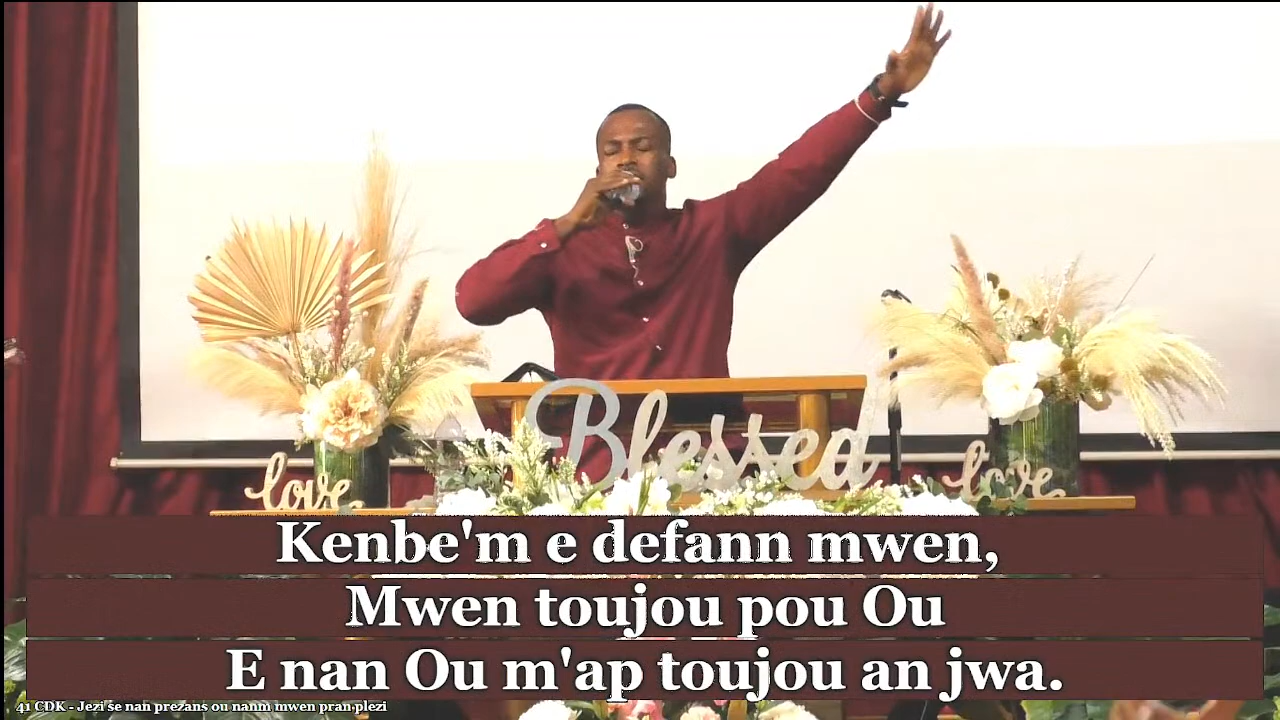 Blessed
love
love
Kenbe'm e defann mwen,
Mwen toujou pou Ou
E nan Ou m'ap toujou an jwa.
41 CDK - Jezi se nan prezans ou nanm mwen pran plezi